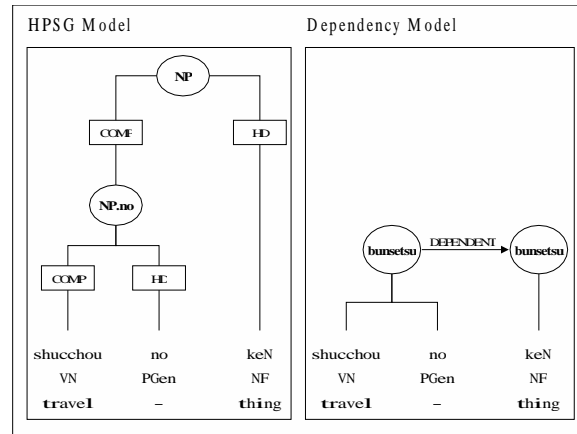 HPSG Model
NP
COMP
HD
NP.no
COMP
HD
shucchou no keN
VN PGen NF
travel – thing
Dependency Model
bunsetsu DEPENDENT bunsetsu
shucchou no keN
VN PGen NF
travel – thing